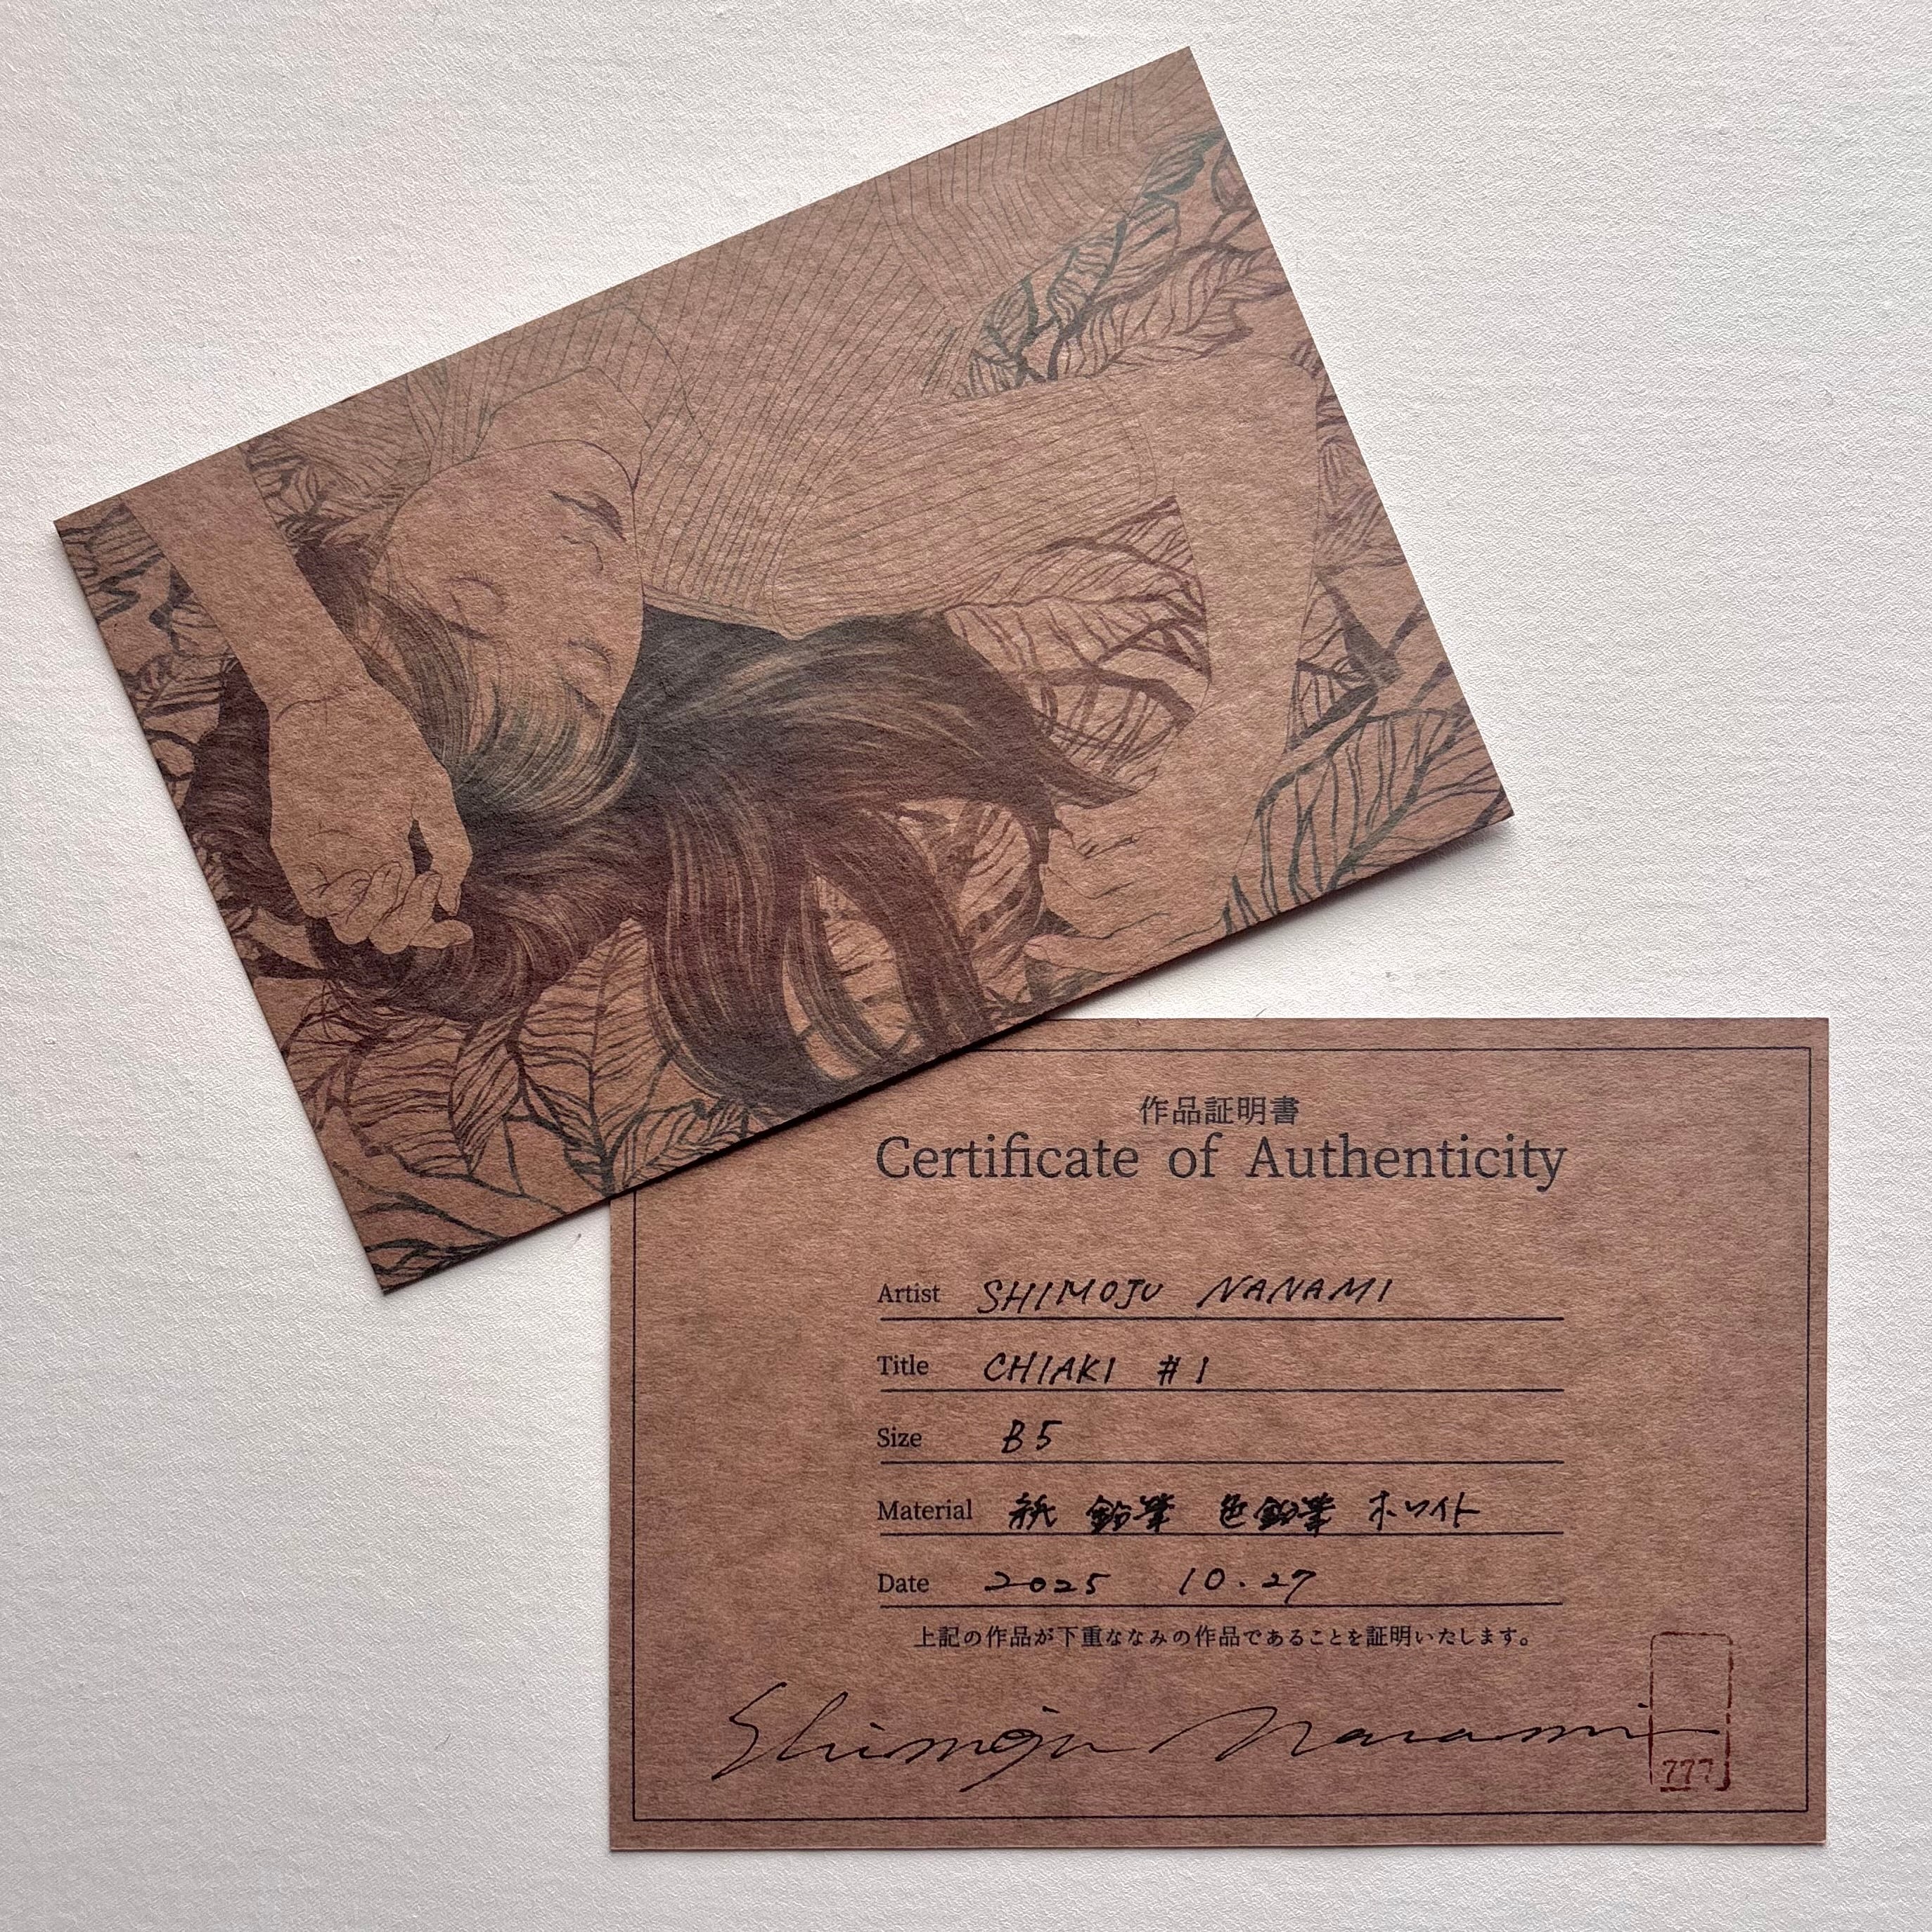 作品証明書
Certificate of Authenticity
Artist SHIMOJU NANAMI
Title CHIAKI #1
Size B5
Material 紙 鉛筆 色鉛筆 ホワイト
Date 2025 10.27
上記の作品が下重ななみの作品であることを証明いたします。
Shimoju Nanami
777